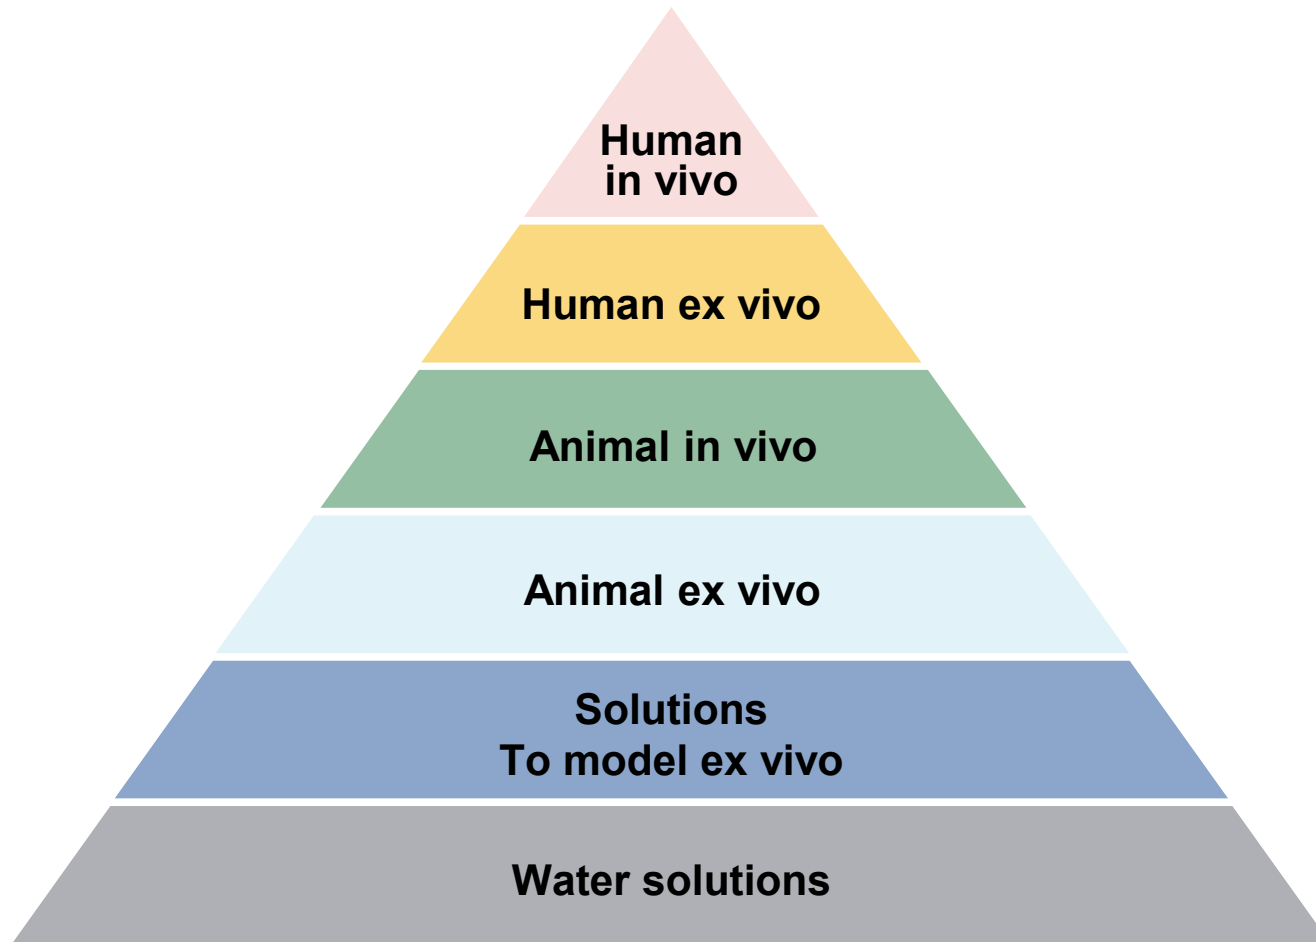 Human
in vivo
Human ex vivo
Animal in vivo
Animal ex vivo
Solutions
To model ex vivo
Water solutions